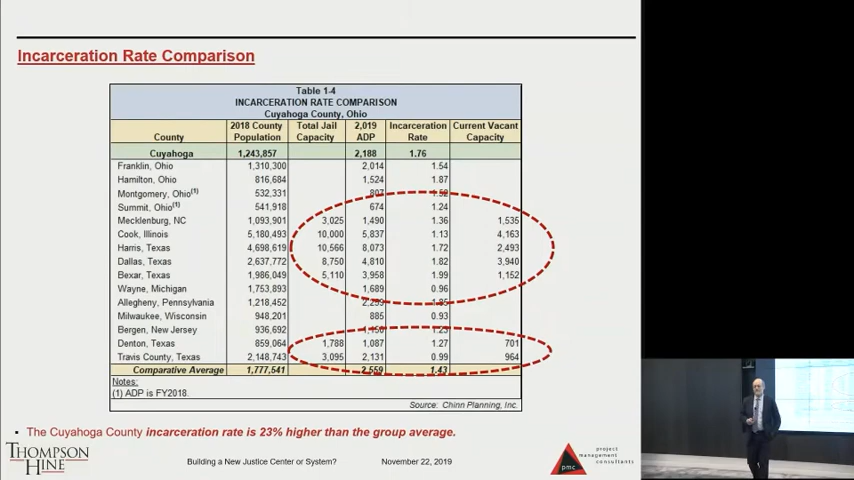 Incarceration Rate Comparison
Table 1-4
INCARCERATION RATE COMPARISON
Cuyahoga County, Ohio
County 2018 County Population Total Jail Capacity 2,019 ADP Incarceration Rate Current Vacant Capacity
Cuyahoga 1,243,857 2,188 1.76
Franklin, Ohio 1,310,300 2,014 1.54
Hamilton, Ohio 816,684 1,524 1.87
Montgomery, Ohio(1) 532,331 807 1.52
Summit, Ohio(1) 541,918 674 1.24
Mecklenburg, NC 1,093,901 3,025 1,490 1.36 1,535
Cook, Illinois 5,180,493 10,000 5,837 1.13 4,163
Harris, Texas 4,698,619 10,566 8,073 1.72 2,493
Dallas, Texas 2,637,772 8,750 4,810 1.82 3,940
Bexar, Texas 1,986,049 5,110 3,958 1.99 1,152
Wayne, Michigan 1,753,893 1,689 0.96
Allegheny, Pennsylvania 1,218,452
Milwaukee, Wisconsin 948,201 885 0.93
Bergen, New Jersey 936,692
Denton, Texas 859,064 1,788 1,087 1.27 701
Travis County, Texas 2,148,743 3,095 2,131 0.99 964
Comparative Average 1,777,541 2,559 1.43
Notes:
(1) ADP is FY2018.
Source: Chinn Planning, Inc.
▪ The Cuyahoga County incarceration rate is 23% higher than the group average.
THOMPSON
HINE
Building a New Justice Center or System? November 22, 2019
pmc
project
management
consultants